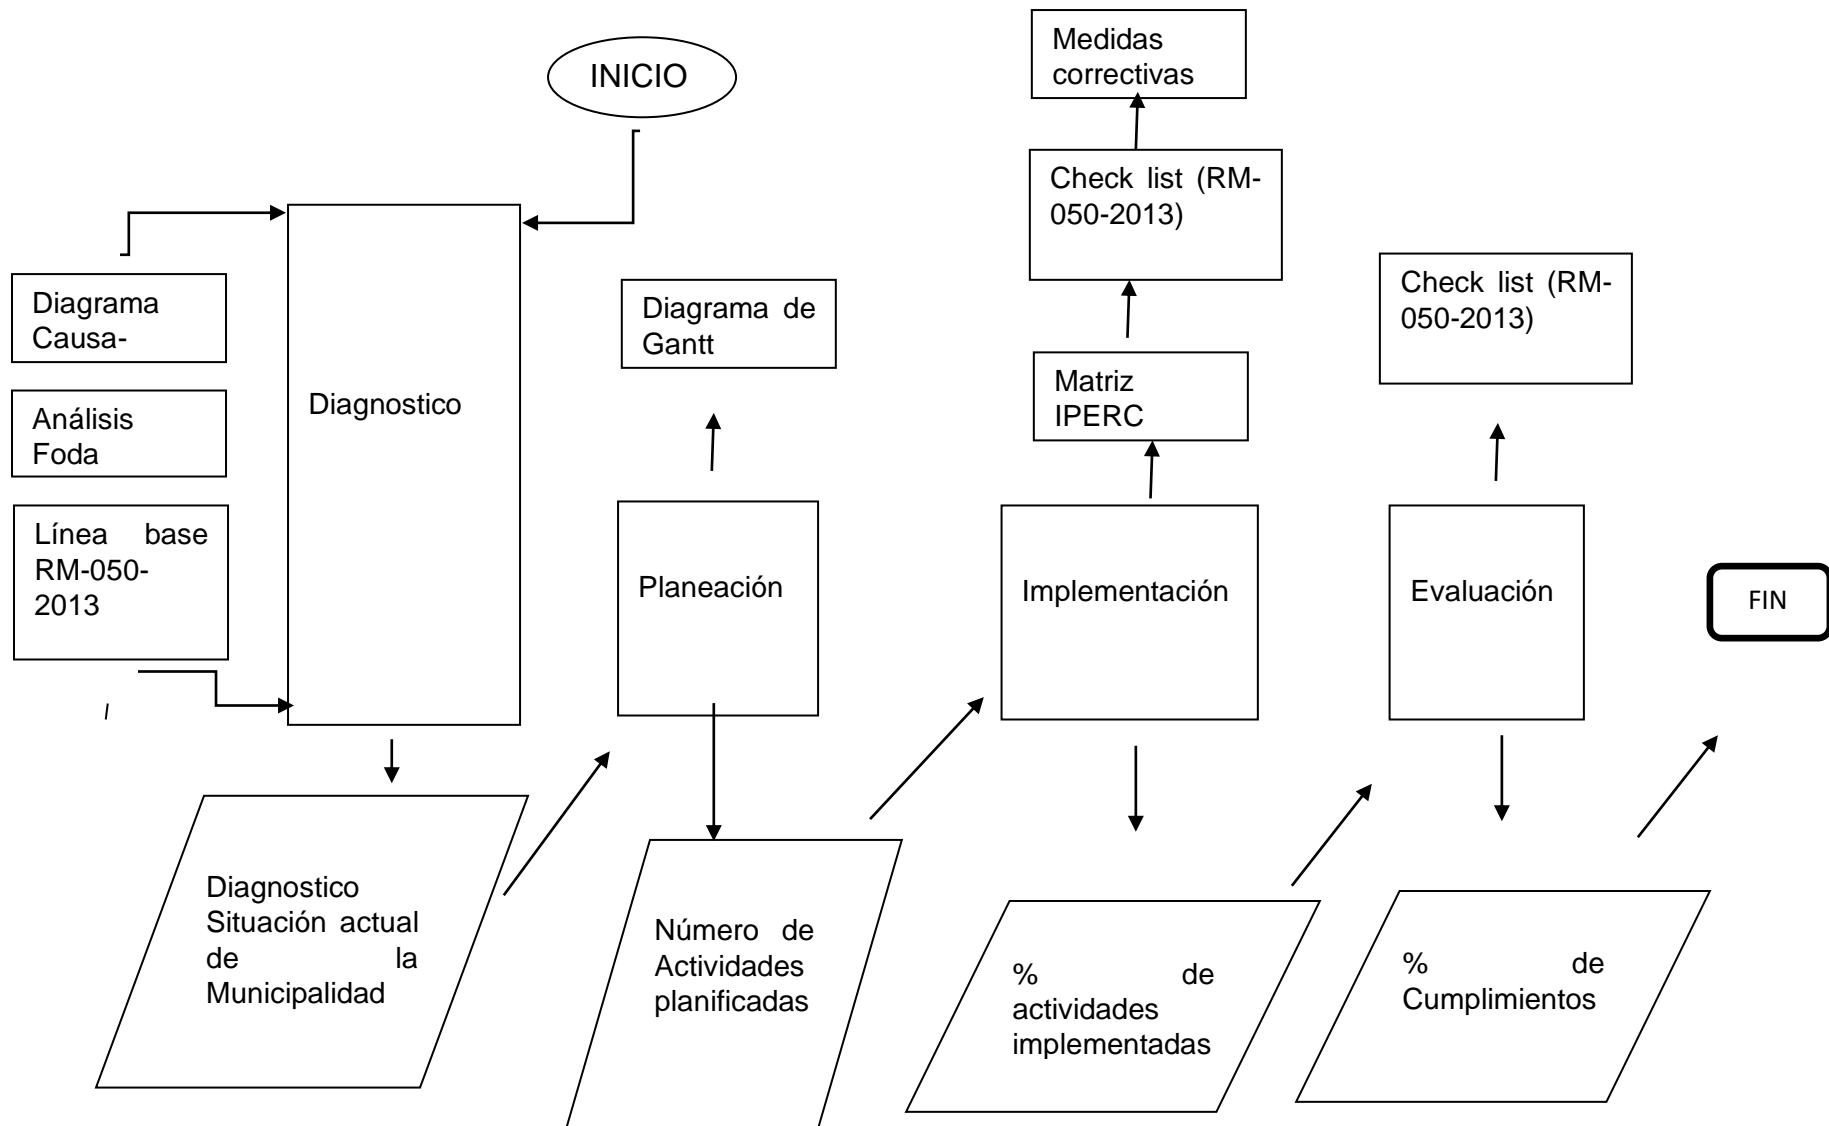 INICIO
Medidas
correctivas
Check list (RM-
050-2013)
Diagrama
Causa-
Diagrama de
Gantt
Check list (RM-
050-2013)
Análisis
Foda
Diagnostico
Matriz
IPERC
Línea base
RM-050-
2013
Planeación
Implementación
Evaluación
FIN
Diagnostico
Situación actual
de la
Municipalidad
Número de
Actividades
planificadas
% de
actividades
implementadas
% de
Cumplimientos